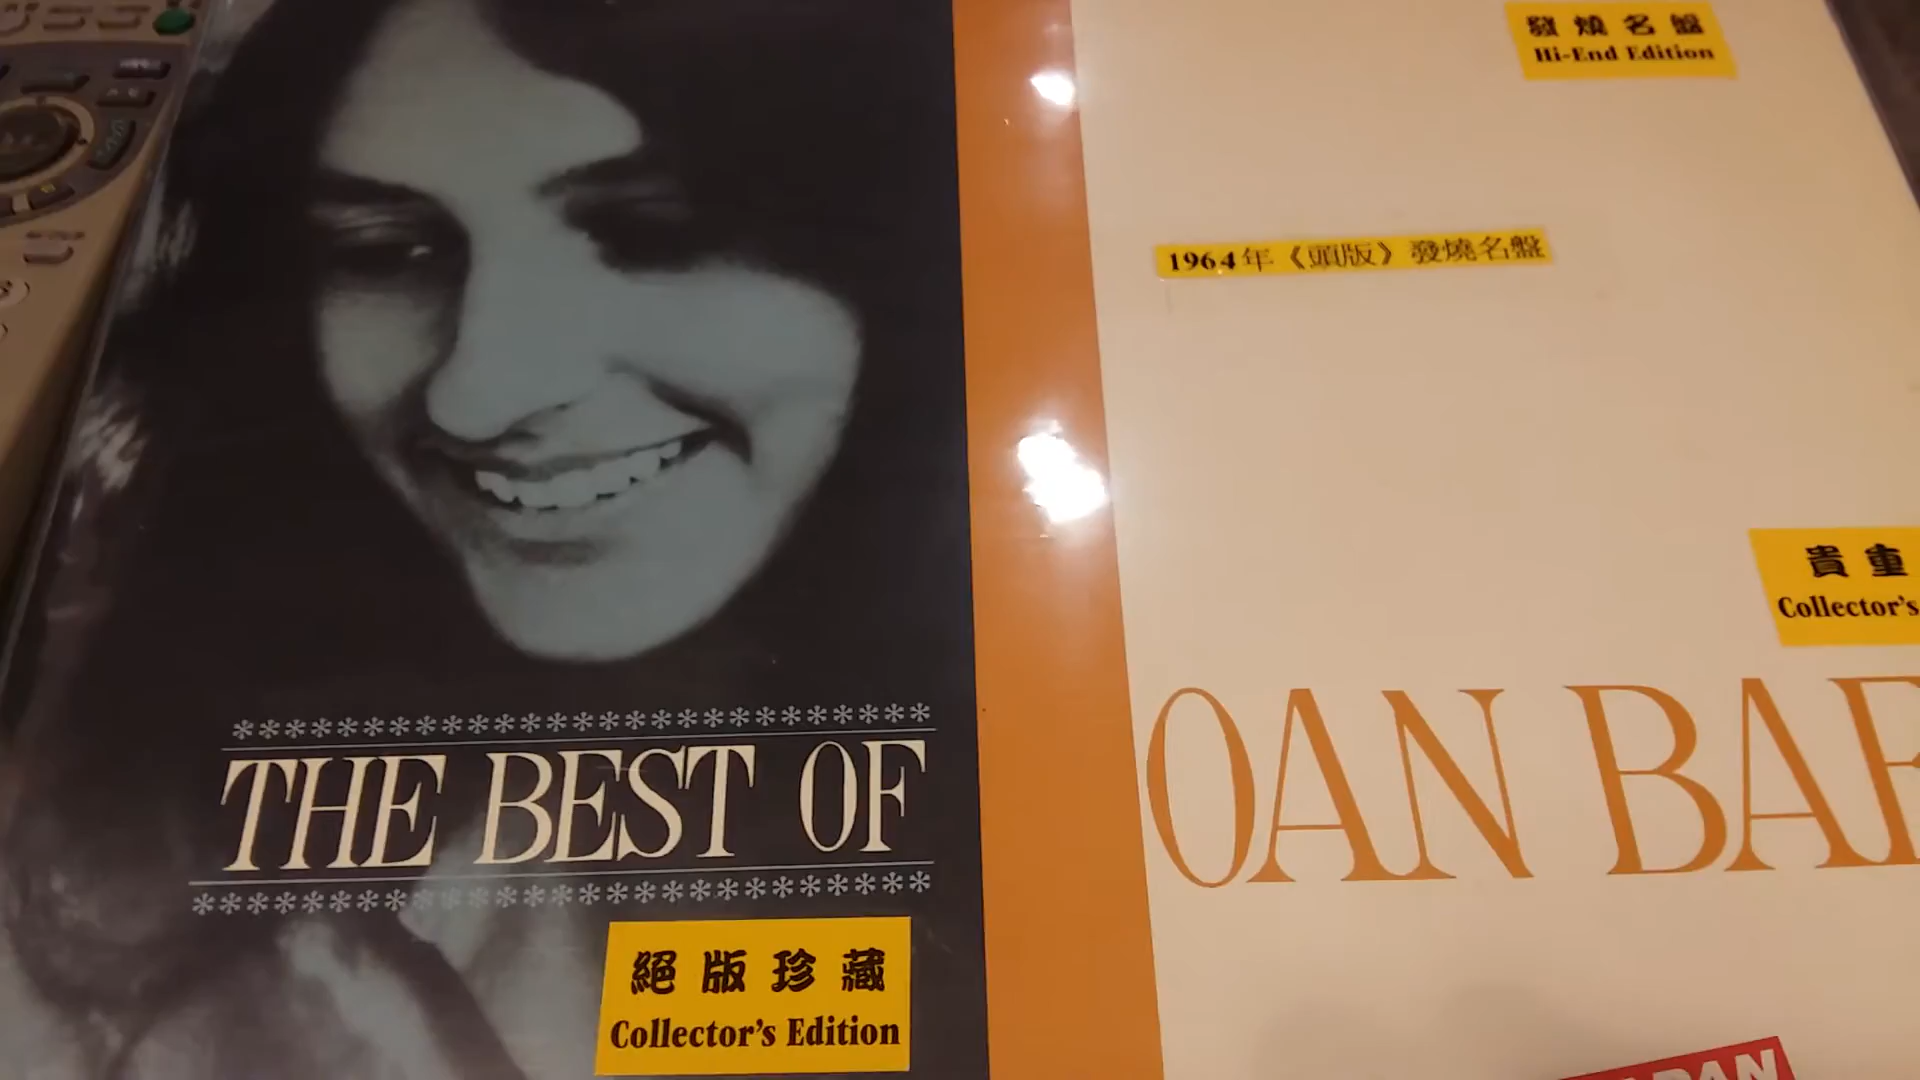 發燒名盤
Hi-End Edition
1964年《頭版》發燒名盤
貴重
Collector's
THE BEST OF
OAN BAE
絕版珍藏
Collector's Edition
PAN